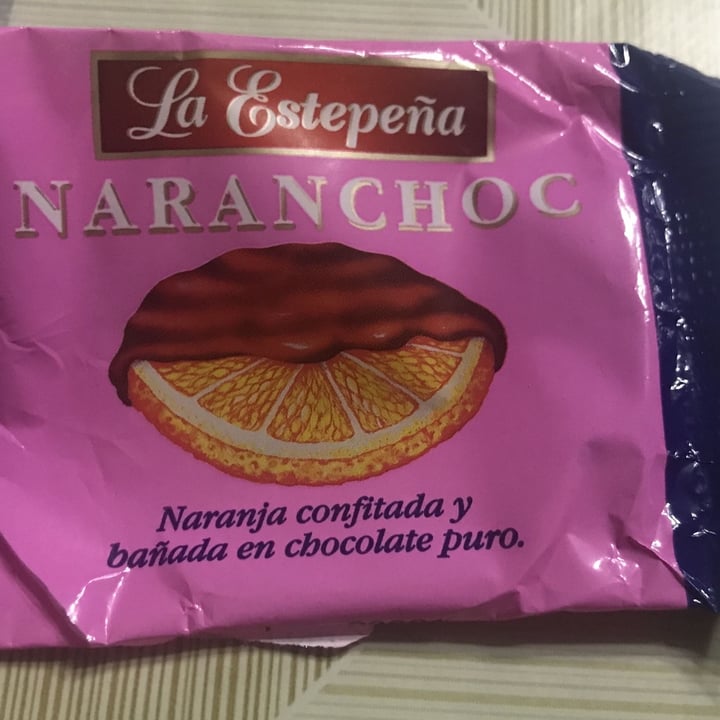 La Estepeña
NARANCHOC
Naranja confitada y
bañada en chocolate puro.